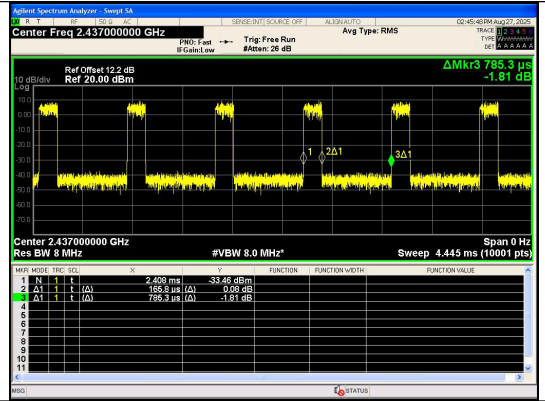 Agilent Spectrum Analyzer - Swept SA
R T RF 50 Ω AC SENSE:INT SOURCE OFF ALIGN AUTO 02:45:48 PM Aug 27, 2025
Center Freq 2.437000000 GHz
Avg Type: RMS
TRACE 1 2 3 4 5 6
PNO: Fast Trig: Free Run
TYPE
IFGain:Low #Atten: 26 dB
DET A A A A A A
ΔMkr3 785.3 µs
Ref Offset 12.2 dB
10 dB/div Ref 20.00 dBm
-1.81 dB
Log
10.0
0.00
-10.0
-20.0
1 2Δ1 3Δ1
-30.0
-40.0
-50.0
-60.0
-70.0
Center 2.437000000 GHz Span 0 Hz
Res BW 8 MHz #VBW 8.0 MHz* Sweep 4.445 ms (10001 pts)
MKR MODE TRC SCL X Y FUNCTION FUNCTION WIDTH FUNCTION VALUE
1 N 1 t 2.408 ms -33.46 dBm
2 Δ1 1 t (Δ) 165.8 µs (Δ) 0.08 dB
3 Δ1 1 t (Δ) 785.3 µs (Δ) -1.81 dB
4
5
6
7
8
9
10
11
MSG STATUS